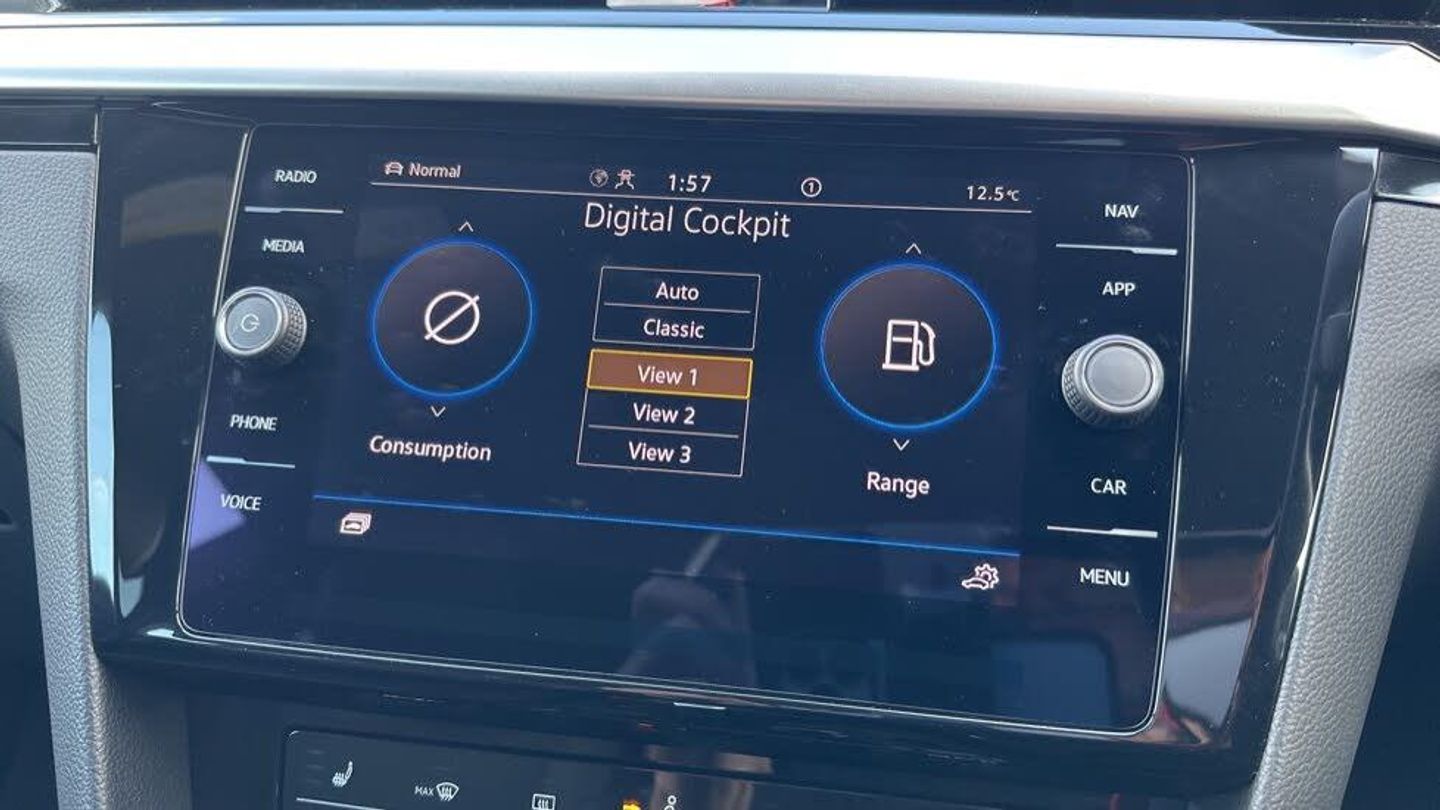 RADIO
MEDIA
PHONE
VOICE
Normal
1:57
1
12.5°C
Digital Cockpit
Auto
Classic
View 1
View 2
View 3
Consumption
Range
NAV
APP
CAR
MENU
MAX